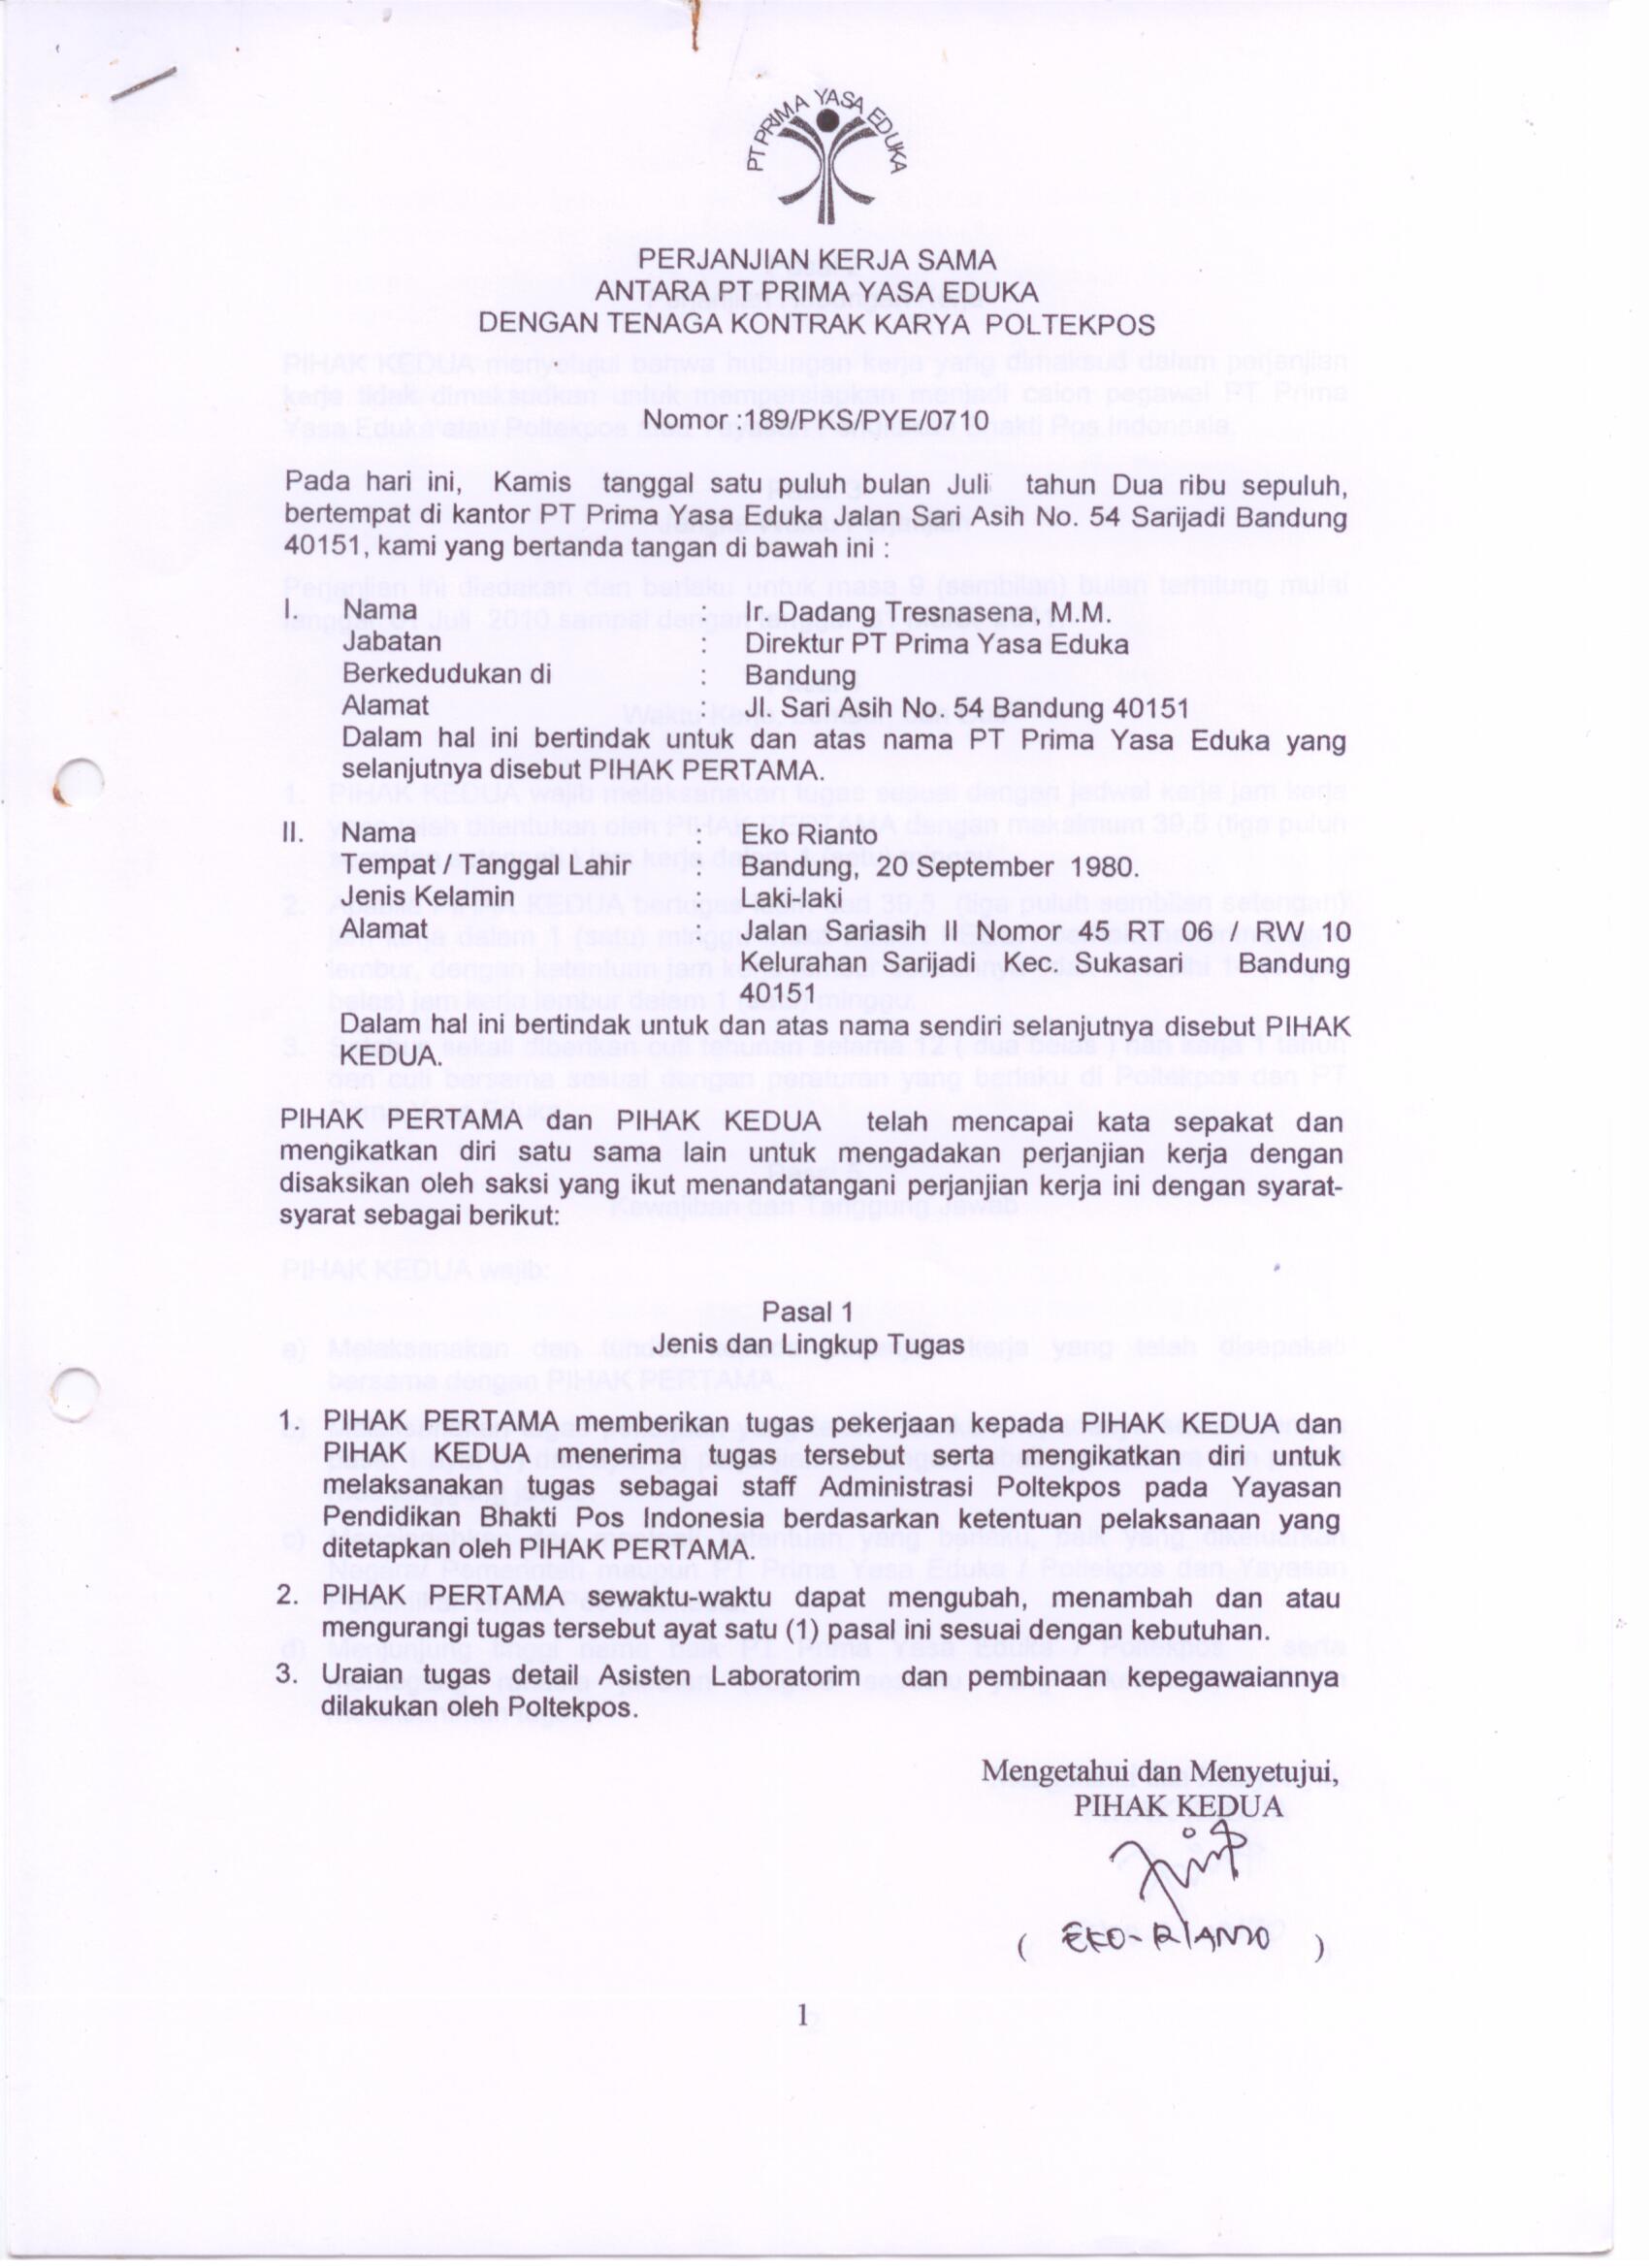 PT PRIMA YASA EDUKA
PERJANJIAN KERJA SAMA
ANTARA PT PRIMA YASA EDUKA
DENGAN TENAGA KONTRAK KARYA POLTEKPOS
Nomor :189/PKS/PYE/0710
Pada hari ini, Kamis tanggal satu puluh bulan Juli tahun Dua ribu sepuluh,
bertempat di kantor PT Prima Yasa Eduka Jalan Sari Asih No. 54 Sarijadi Bandung
40151, kami yang bertanda tangan di bawah ini :
I. Nama : Ir. Dadang Tresnasena, M.M.
Jabatan : Direktur PT Prima Yasa Eduka
Berkedudukan di : Bandung
Alamat : Jl. Sari Asih No. 54 Bandung 40151
Dalam hal ini bertindak untuk dan atas nama PT Prima Yasa Eduka yang
selanjutnya disebut PIHAK PERTAMA.
II. Nama : Eko Rianto
Tempat / Tanggal Lahir : Bandung, 20 September 1980.
Jenis Kelamin : Laki-laki
Alamat : Jalan Sariasih I Nomor 45 RT 06 / RW 10
Kelurahan Sarijadi Kec. Sukasari - Bandung
40151
Dalam hal ini bertindak untuk dan atas nama sendiri selanjutnya disebut PIHAK
KEDUA.
PIHAK PERTAMA dan PIHAK KEDUA telah mencapai kata sepakat dan
mengikatkan diri satu sama lain untuk mengadakan perjanjian kerja dengan
disaksikan oleh saksi yang ikut menandatangani perjanjian kerja ini dengan syarat-
syarat sebagai berikut:
Pasal 1
Jenis dan Lingkup Tugas
1. PIHAK PERTAMA memberikan tugas pekerjaan kepada PIHAK KEDUA dan
PIHAK KEDUA menerima tugas tersebut serta mengikatkan diri untuk
melaksanakan tugas sebagai staff Administrasi Poltekpos pada Yayasan
Pendidikan Bhakti Pos Indonesia berdasarkan ketentuan pelaksanaan yang
ditetapkan oleh PIHAK PERTAMA.
2. PIHAK PERTAMA sewaktu-waktu dapat mengubah, menambah dan atau
mengurangi tugas tersebut ayat satu (1) pasal ini sesuai dengan kebutuhan.
3. Uraian tugas detail Asisten Laboratorim dan pembinaan kepegawaiannya
dilakukan oleh Poltekpos.
Mengetahui dan Menyetujui,
PIHAK KEDUA
( EKO-RIANTO )
1